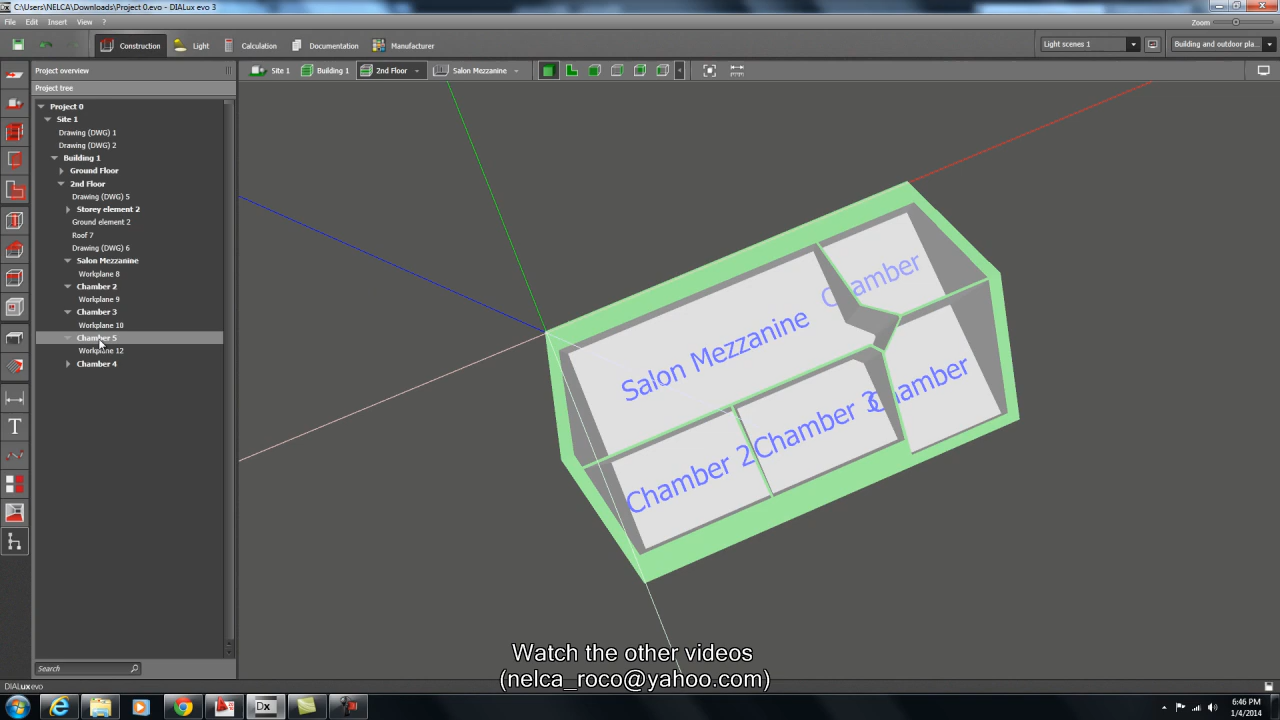 C:\Users\NELCA\Downloads\Project 0.evo - DIALux evo 3
File Edit Insert View ?
Zoom
Construction Light Calculation Documentation Manufacturer
Light scenes 1
Building and outdoor pla...
Project overview
Site 1 Building 1 2nd Floor Salon Mezzanine
Project tree
Project 0
Site 1
Drawing (DWG) 1
Drawing (DWG) 2
Building 1
Ground Floor
2nd Floor
Drawing (DWG) 5
Storey element 2
Ground element 2
Roof 7
Drawing (DWG) 6
Salon Mezzanine
Workplane 8
Chamber 2
Workplane 9
Chamber 3
Workplane 10
Chamber 5
Workplane 12
Chamber 4
Chamber
Salon Mezzanine
Chamber
Chamber 3
Chamber 2
Search
Watch the other videos
(nelca_roco@yahoo.com)
DIALux evo
Dx
6:46 PM
1/4/2014